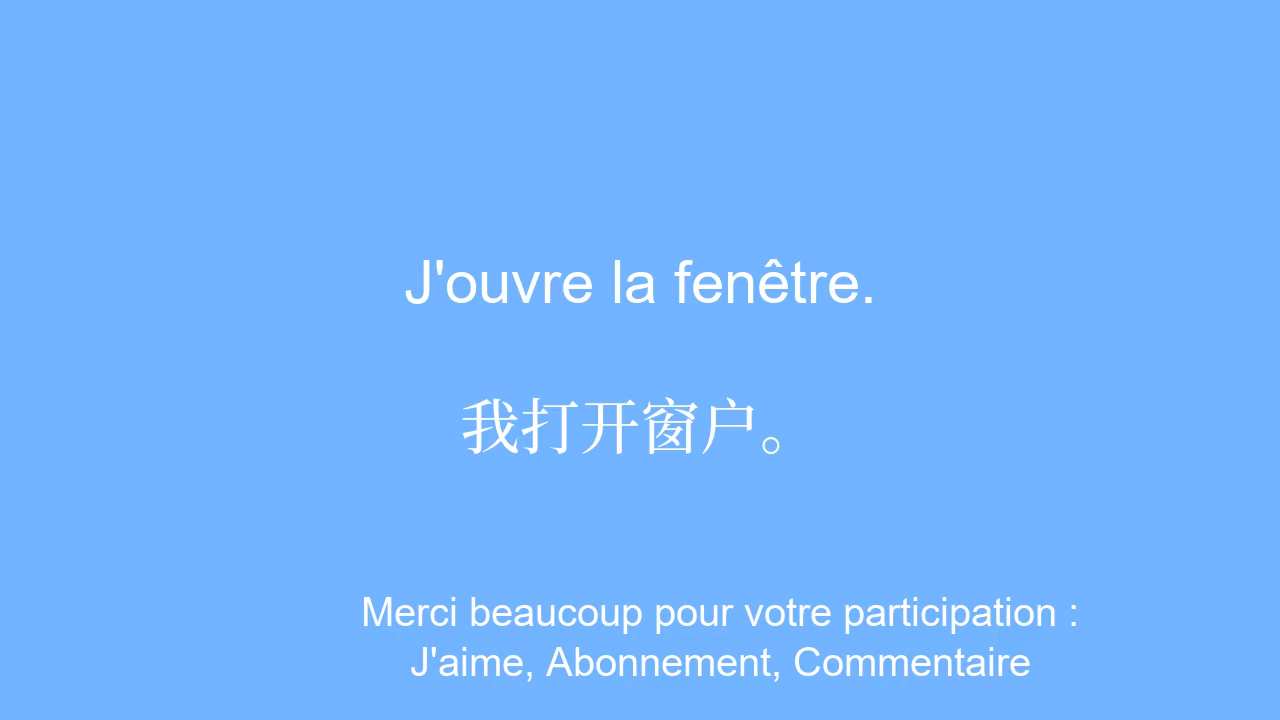 J'ouvre la fenêtre.
我打开窗户。
Merci beaucoup pour votre participation :
J'aime, Abonnement, Commentaire